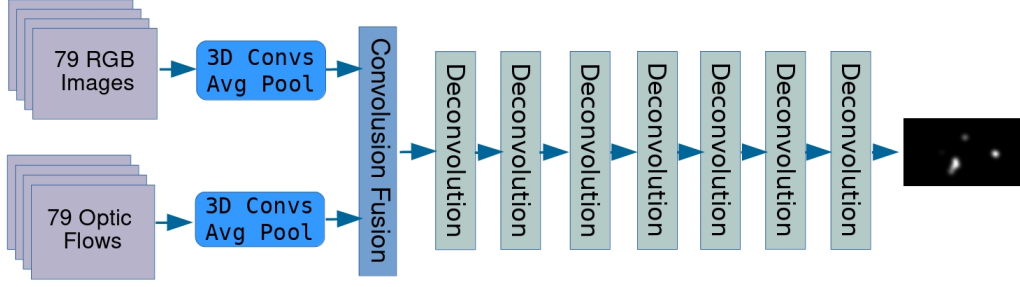 79 RGB
Images
3D Convs
Avg Pool
79 Optic
Flows
3D Convs
Avg Pool
Convolusion Fusion
Deconvolution
Deconvolution
Deconvolution
Deconvolution
Deconvolution
Deconvolution
Deconvolution